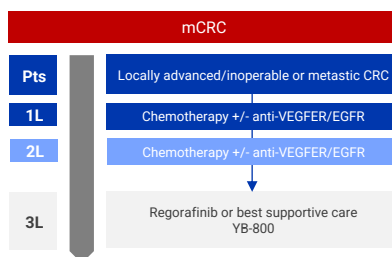 mCRC
Pts
Locally advanced/inoperable or metastic CRC
1L
Chemotherapy +/- anti-VEGFER/EGFR
2L
Chemotherapy +/- anti-VEGFER/EGFR
3L
Regorafinib or best supportive care
YB-800